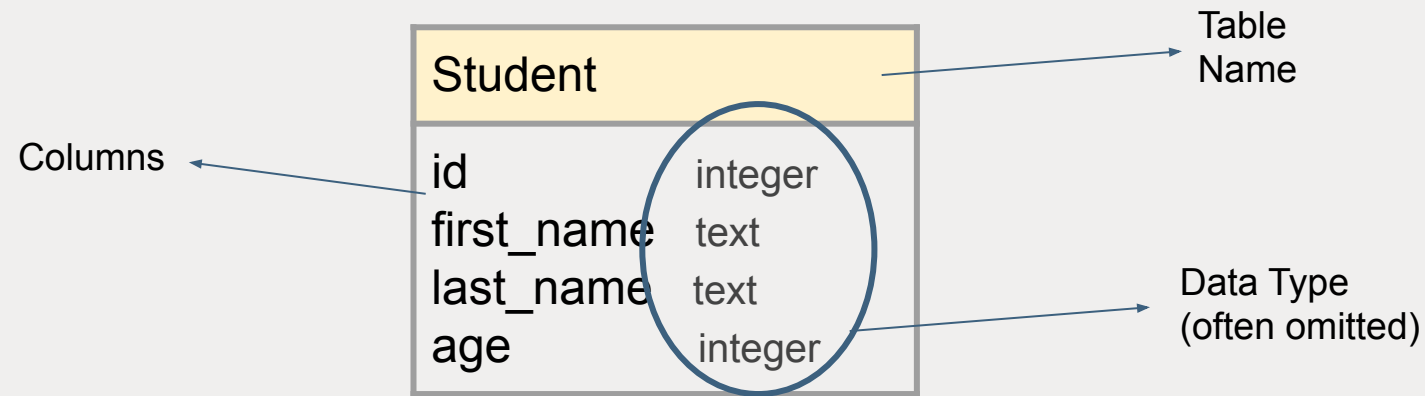 Table
Name
Student
Columns
id integer
first_name text
last_name text
age integer
Data Type
(often omitted)